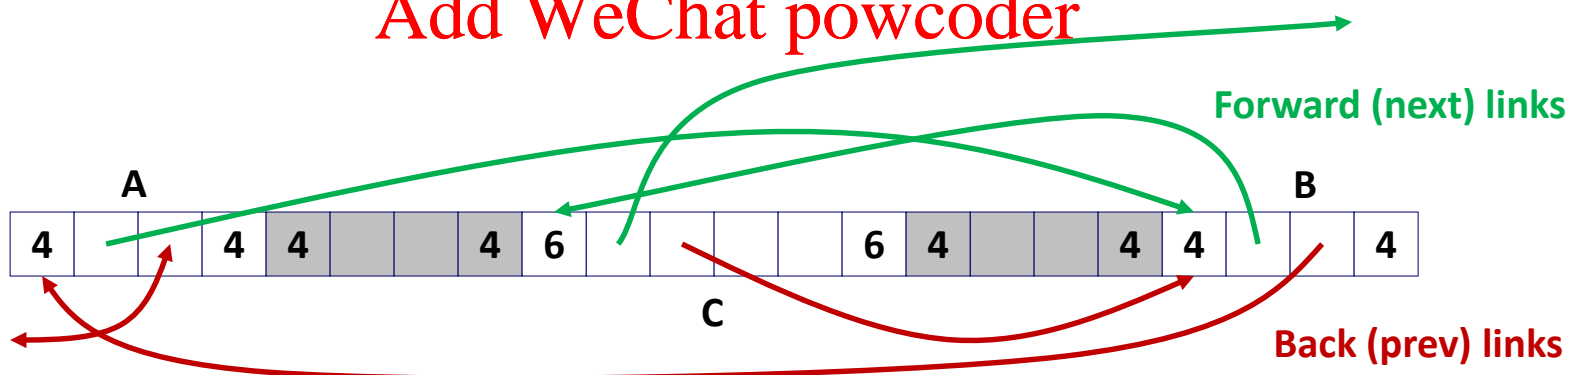 Add WeChat powcoder
Forward (next) links
A
B
4 4 4 4 6 6 4 4 4 4
C
Back (prev) links